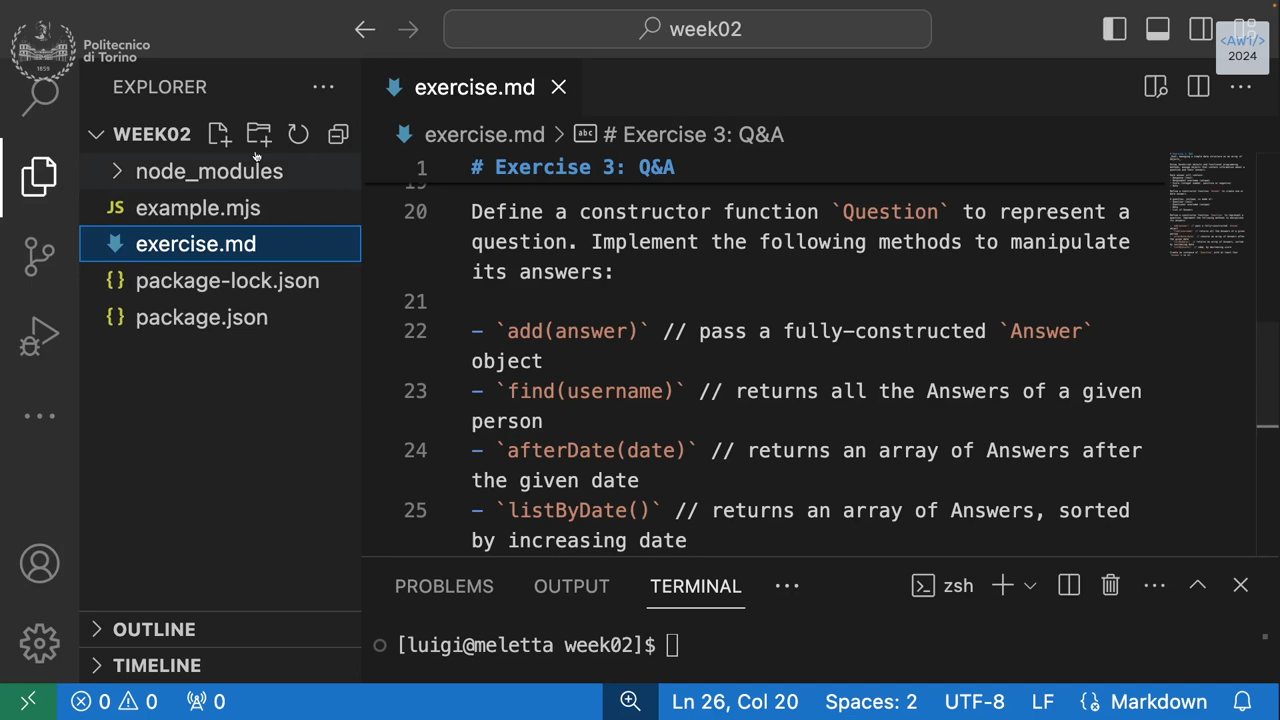 Politecnico
di Torino
1859
week02
<AW1/>
2024
EXPLORER
exercise.md
WEEK02
exercise.md > # Exercise 3: Q&A
node_modules
1 # Exercise 3: Q&A
JS example.mjs
20 Define a constructor function `Question` to represent a
question. Implement the following methods to manipulate
its answers:
exercise.md
{} package-lock.json
{} package.json
21
22 - `add(answer)` // pass a fully-constructed `Answer`
object
23 - `find(username)` // returns all the Answers of a given
person
24 - `afterDate(date)` // returns an array of Answers after
the given date
25 - `listByDate()` // returns an array of Answers, sorted
by increasing date
PROBLEMS OUTPUT TERMINAL
zsh
OUTLINE
[luigi@meletta week02]$
TIMELINE
0 0 0 Ln 26, Col 20 Spaces: 2 UTF-8 LF {} Markdown